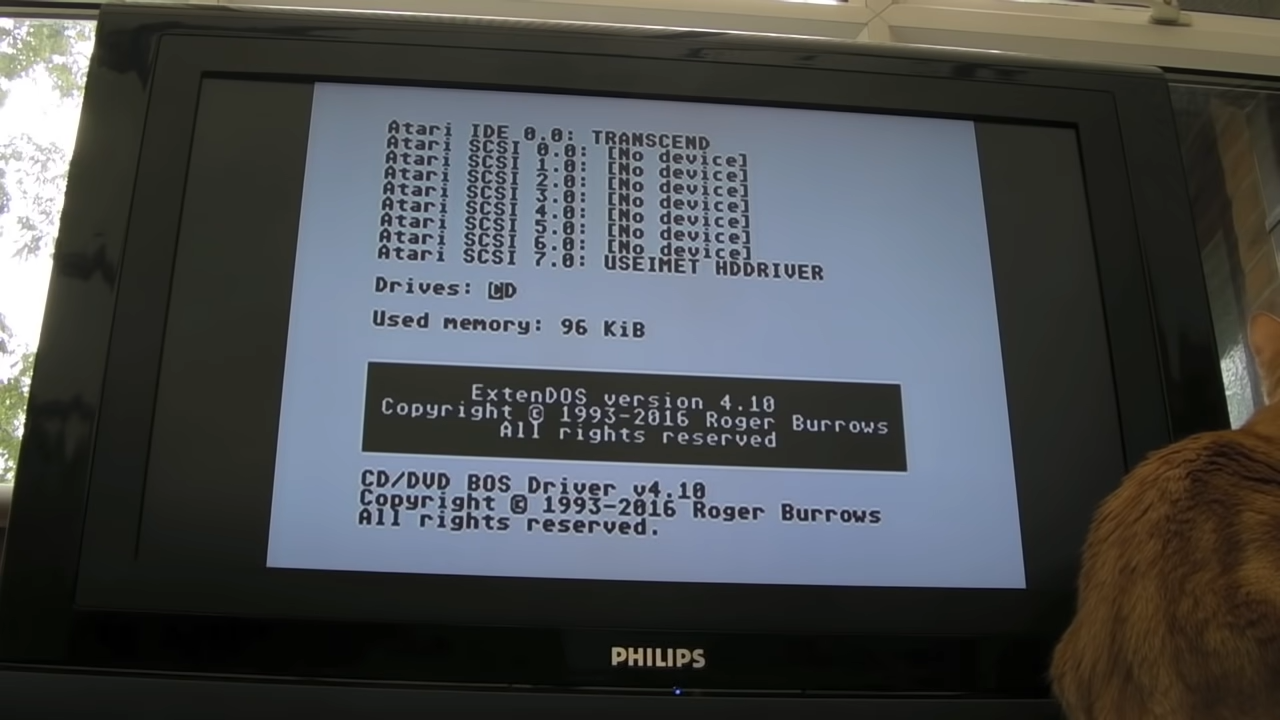 Atari IDE 0.0: TRANSCEND
Atari SCSI 0.0: [No device]
Atari SCSI 1.0: [No device]
Atari SCSI 2.0: [No device]
Atari SCSI 3.0: [No device]
Atari SCSI 4.0: [No device]
Atari SCSI 5.0: [No device]
Atari SCSI 6.0: [No device]
Atari SCSI 7.0: USEIMET HDDRIVER
Drives: CD
Used memory: 96 KiB
ExtenDOS version 4.10
Copyright © 1993-2016 Roger Burrows
All rights reserved
CD/DVD BOS Driver v4.10
Copyright © 1993-2016 Roger Burrows
All rights reserved.
PHILIPS